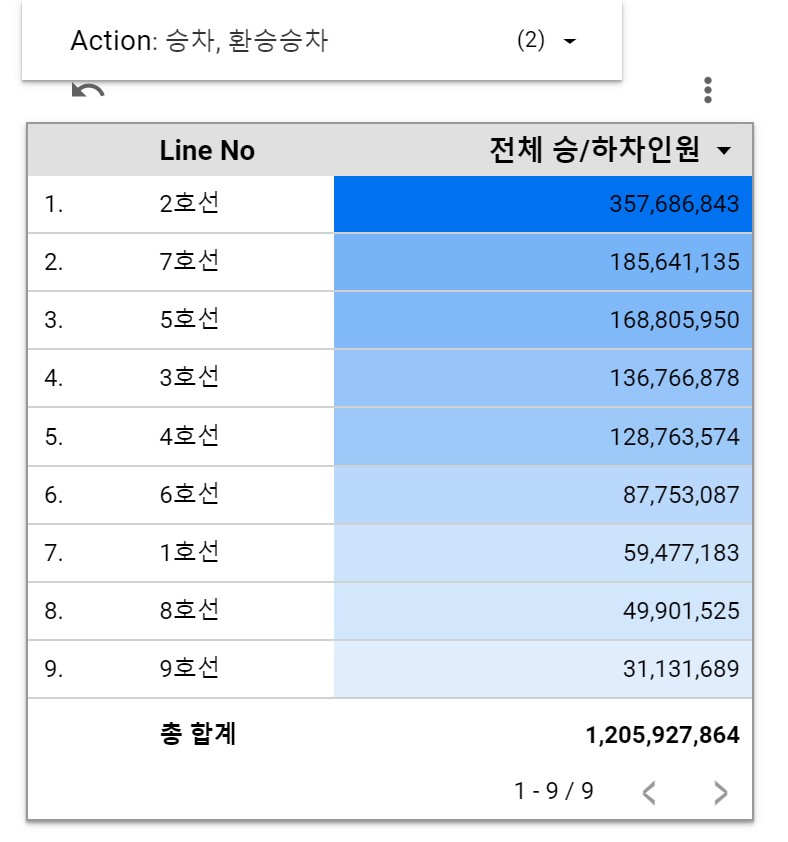 Action: 승차, 환승승차 (2)
Line No 전체 승/하차인원
1. 2호선 357,686,843
2. 7호선 185,641,135
3. 5호선 168,805,950
4. 3호선 136,766,878
5. 4호선 128,763,574
6. 6호선 87,753,087
7. 1호선 59,477,183
8. 8호선 49,901,525
9. 9호선 31,131,689
총 합계 1,205,927,864
1 - 9 / 9